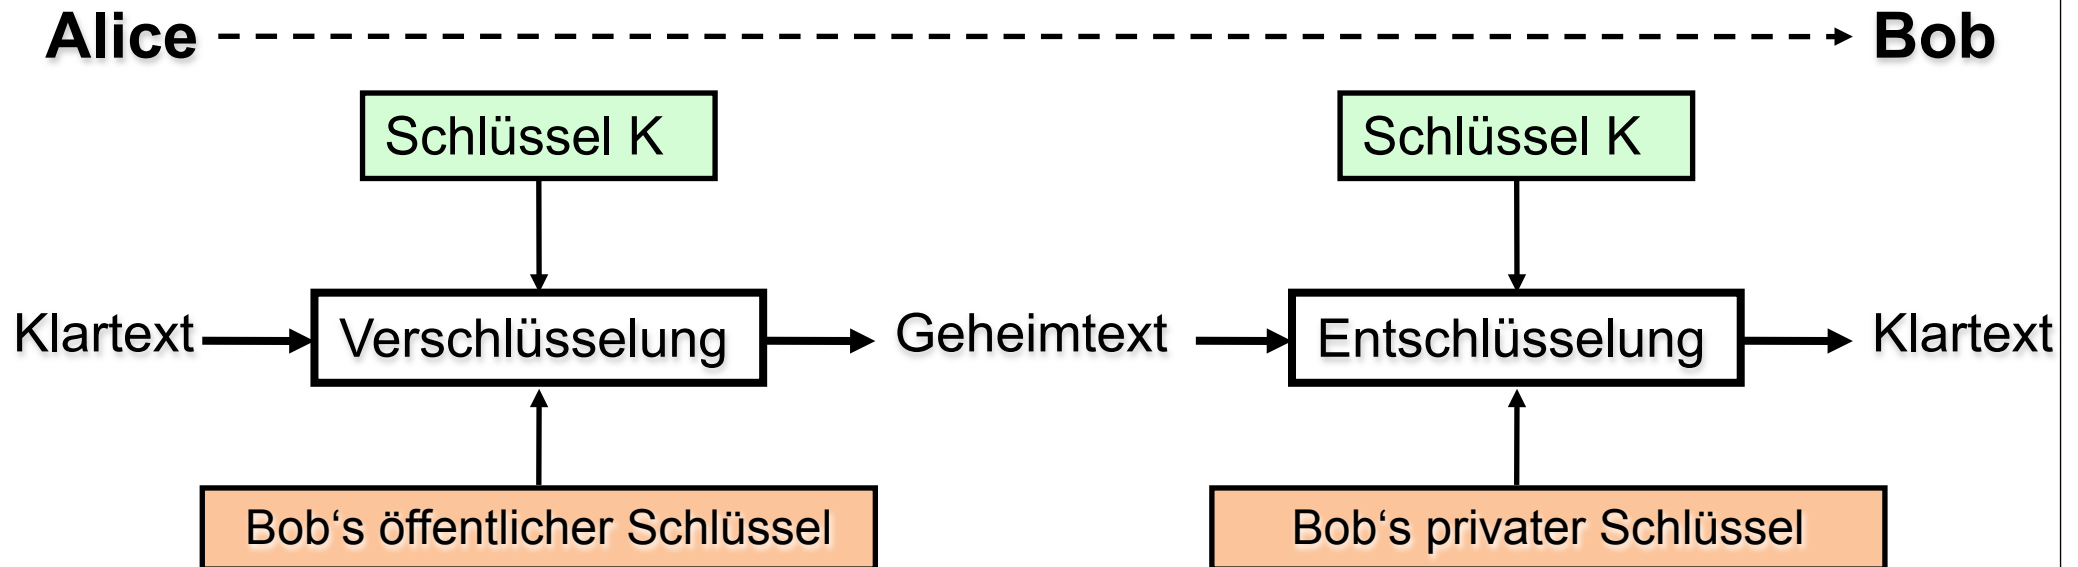 Alice
Bob
Schlüssel K
Schlüssel K
Klartext
Verschlüsselung
Geheimtext
Entschlüsselung
Klartext
Bob‘s öffentlicher Schlüssel
Bob‘s privater Schlüssel